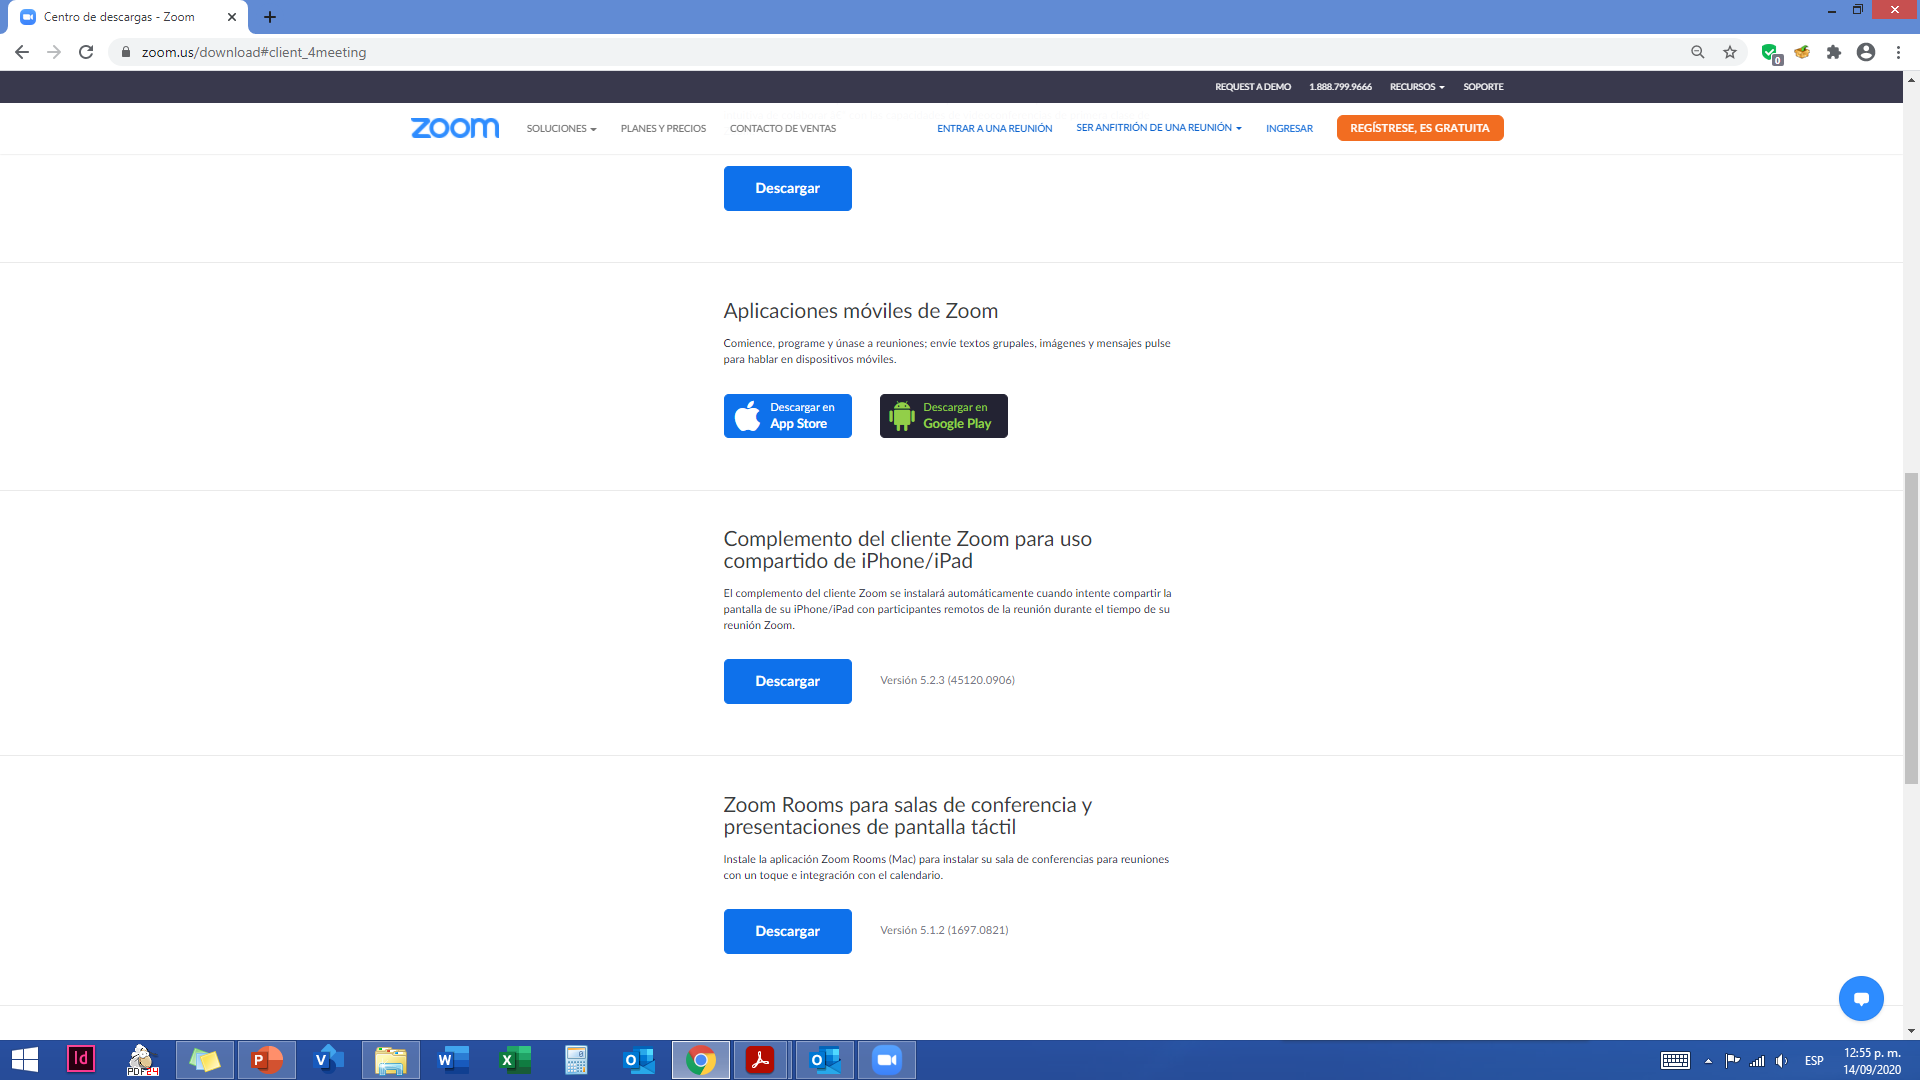 Centro de descargas - Zoom
zoom.us/download#client_4meeting
0
REQUEST A DEMO 1.888.799.9666 RECURSOS SOPORTE
zoom SOLUCIONES PLANES Y PRECIOS CONTACTO DE VENTAS ENTRAR A UNA REUNIÓN SER ANFITRIÓN DE UNA REUNIÓN INGRESAR REGÍSTRESE, ES GRATUITA
Descargar
Aplicaciones móviles de Zoom
Comience, programe y únase a reuniones; envíe textos grupales, imágenes y mensajes pulse
para hablar en dispositivos móviles.
Descargar en
App Store
Descargar en
Google Play
Complemento del cliente Zoom para uso
compartido de iPhone/iPad
El complemento del cliente Zoom se instalará automáticamente cuando intente compartir la
pantalla de su iPhone/iPad con participantes remotos de la reunión durante el tiempo de su
reunión Zoom.
Descargar Versión 5.2.3 (45120.0906)
Zoom Rooms para salas de conferencia y
presentaciones de pantalla táctil
Instale la aplicación Zoom Rooms (Mac) para instalar su sala de conferencias para reuniones
con un toque e integración con el calendario.
Descargar Versión 5.1.2 (1697.0821)
Id PDF24 P V W X O O ESP
12:55 p. m.
14/09/2020